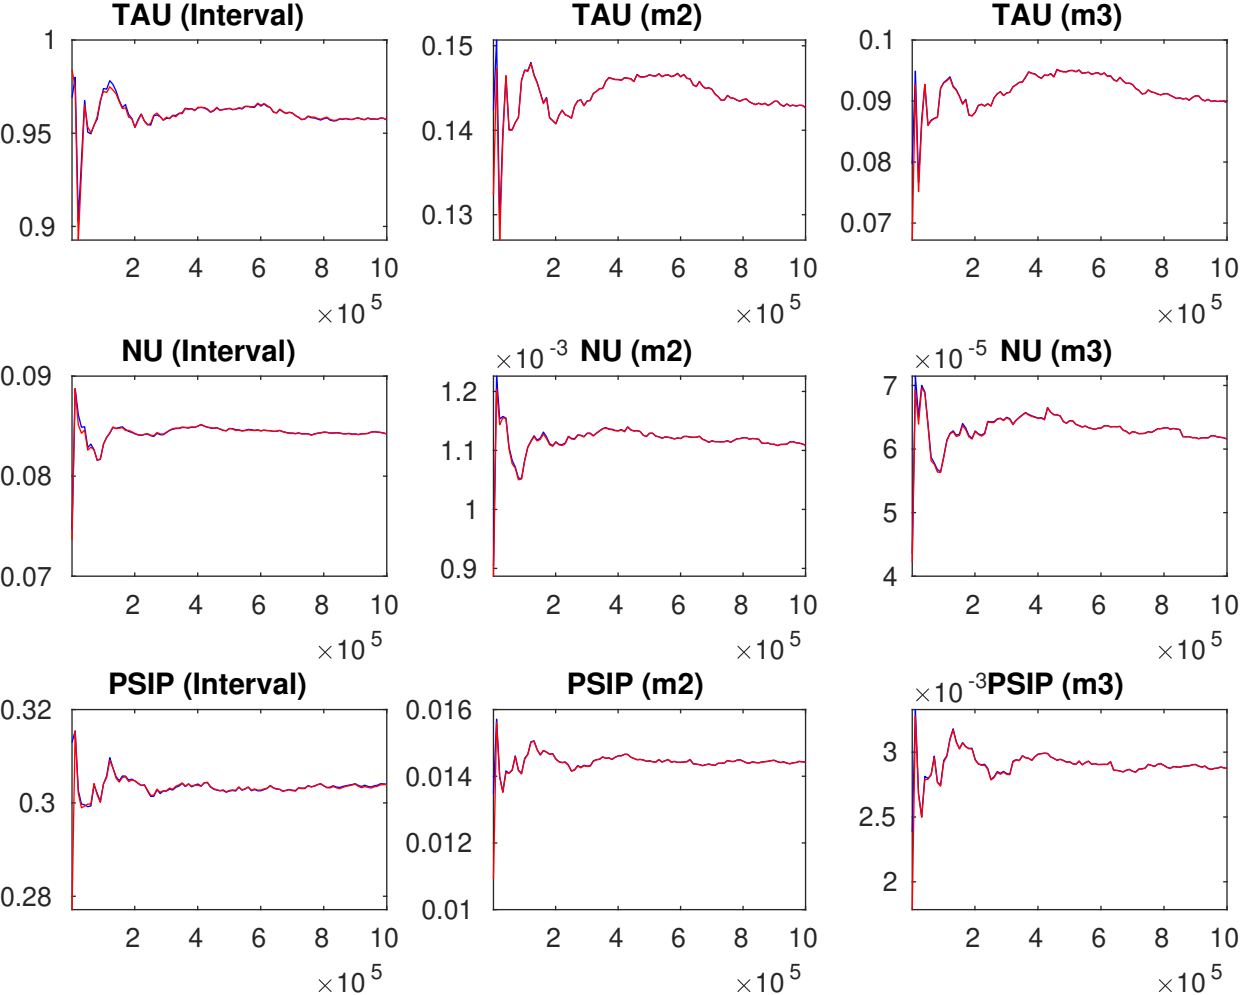 TAU (Interval) TAU (m2) TAU (m3)
1 0.15 0.1
0.95 0.14 0.09
0.9 0.13 0.08
0.07
2 4 6 8 10 2 4 6 8 10 2 4 6 8 10
×10 5 ×10 5 ×10 5
NU (Interval) ×10 -3 NU (m2) ×10 -5 NU (m3)
0.09 1.2 7
0.08 1.1 6
0.07 1 5
0.9 4
2 4 6 8 10 2 4 6 8 10 2 4 6 8 10
×10 5 ×10 5 ×10 5
PSIP (Interval) PSIP (m2) ×10 -3 PSIP (m3)
0.32 0.016 3
0.3 0.014 2.5
0.28 0.012 2
0.01
2 4 6 8 10 2 4 6 8 10 2 4 6 8 10
×10 5 ×10 5 ×10 5